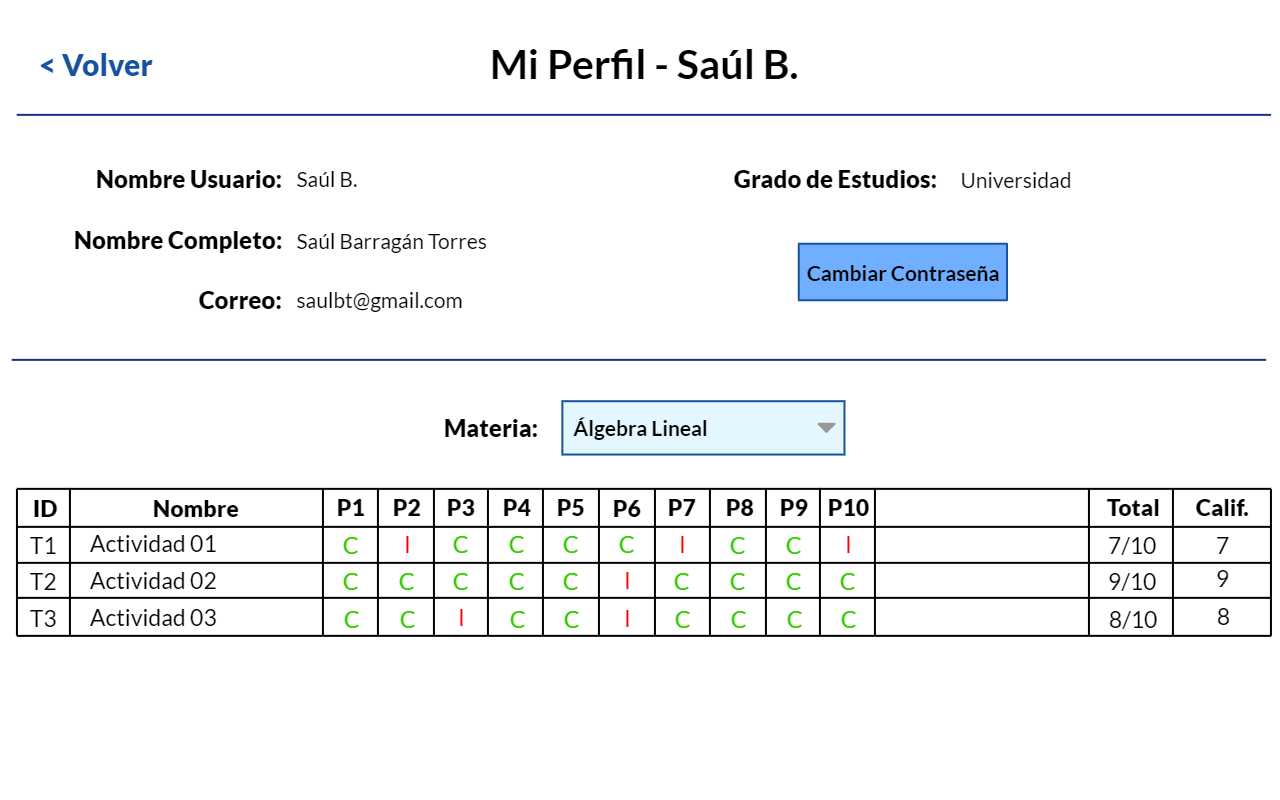 < Volver
Mi Perfil - Saúl B.
Nombre Usuario: Saúl B.
Grado de Estudios: Universidad
Nombre Completo: Saúl Barragán Torres
Cambiar Contraseña
Correo: saulbt@gmail.com
Materia: Álgebra Lineal
ID Nombre P1 P2 P3 P4 P5 P6 P7 P8 P9 P10 Total Calif.
T1 Actividad 01 C I C C C C I C C I 7/10 7
T2 Actividad 02 C C C C C I C C C C 9/10 9
T3 Actividad 03 C C I C C I C C C C 8/10 8